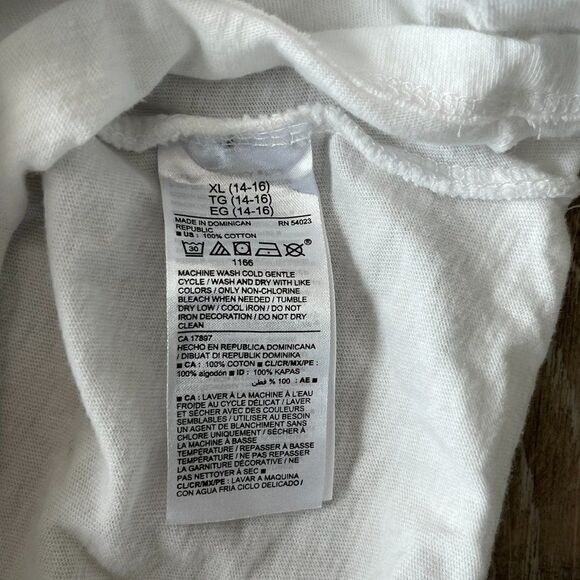 XL (14-16)
TG (14-16)
EG (14-16)
MADE IN DOMINICAN REPUBLIC RN 54023
■ US : 100% COTTON
30
®
1166
MACHINE WASH COLD GENTLE
CYCLE / WASH AND DRY WITH LIKE
COLORS / ONLY NON-CHLORINE
BLEACH WHEN NEEDED / TUMBLE
DRY LOW / COOL IRON / DO NOT
IRON DECORATION / DO NOT DRY
CLEAN
CA 17897
HECHO EN REPUBLICA DOMINICANA
/ DIBUAT DI REPUBLIK DOMINIKA
■ CA : 100% COTON ■ CL/CR/MX/PE :
100% algodón ■ ID : 100% KAPAS
■ AE : 100 % قطن
■ CA : LAVER À LA MACHINE À L'EAU
FROIDE AU CYCLE DÉLICAT / LAVER
ET SÉCHER AVEC DES COULEURS
SEMBLABLES / UTILISER AU BESOIN
UN AGENT DE BLANCHIMENT SANS
CHLORE UNIQUEMENT / SÉCHER À
LA MACHINE À BASSE
TEMPÉRATURE / REPASSER À BASSE
TEMPÉRATURE / NE PAS REPASSER
LA GARNITURE DÉCORATIVE / NE
PAS NETTOYER À SEC ■
CL/CR/MX/PE : LAVAR A MAQUINA
CON AGUA FRIA CICLO DELICADO /